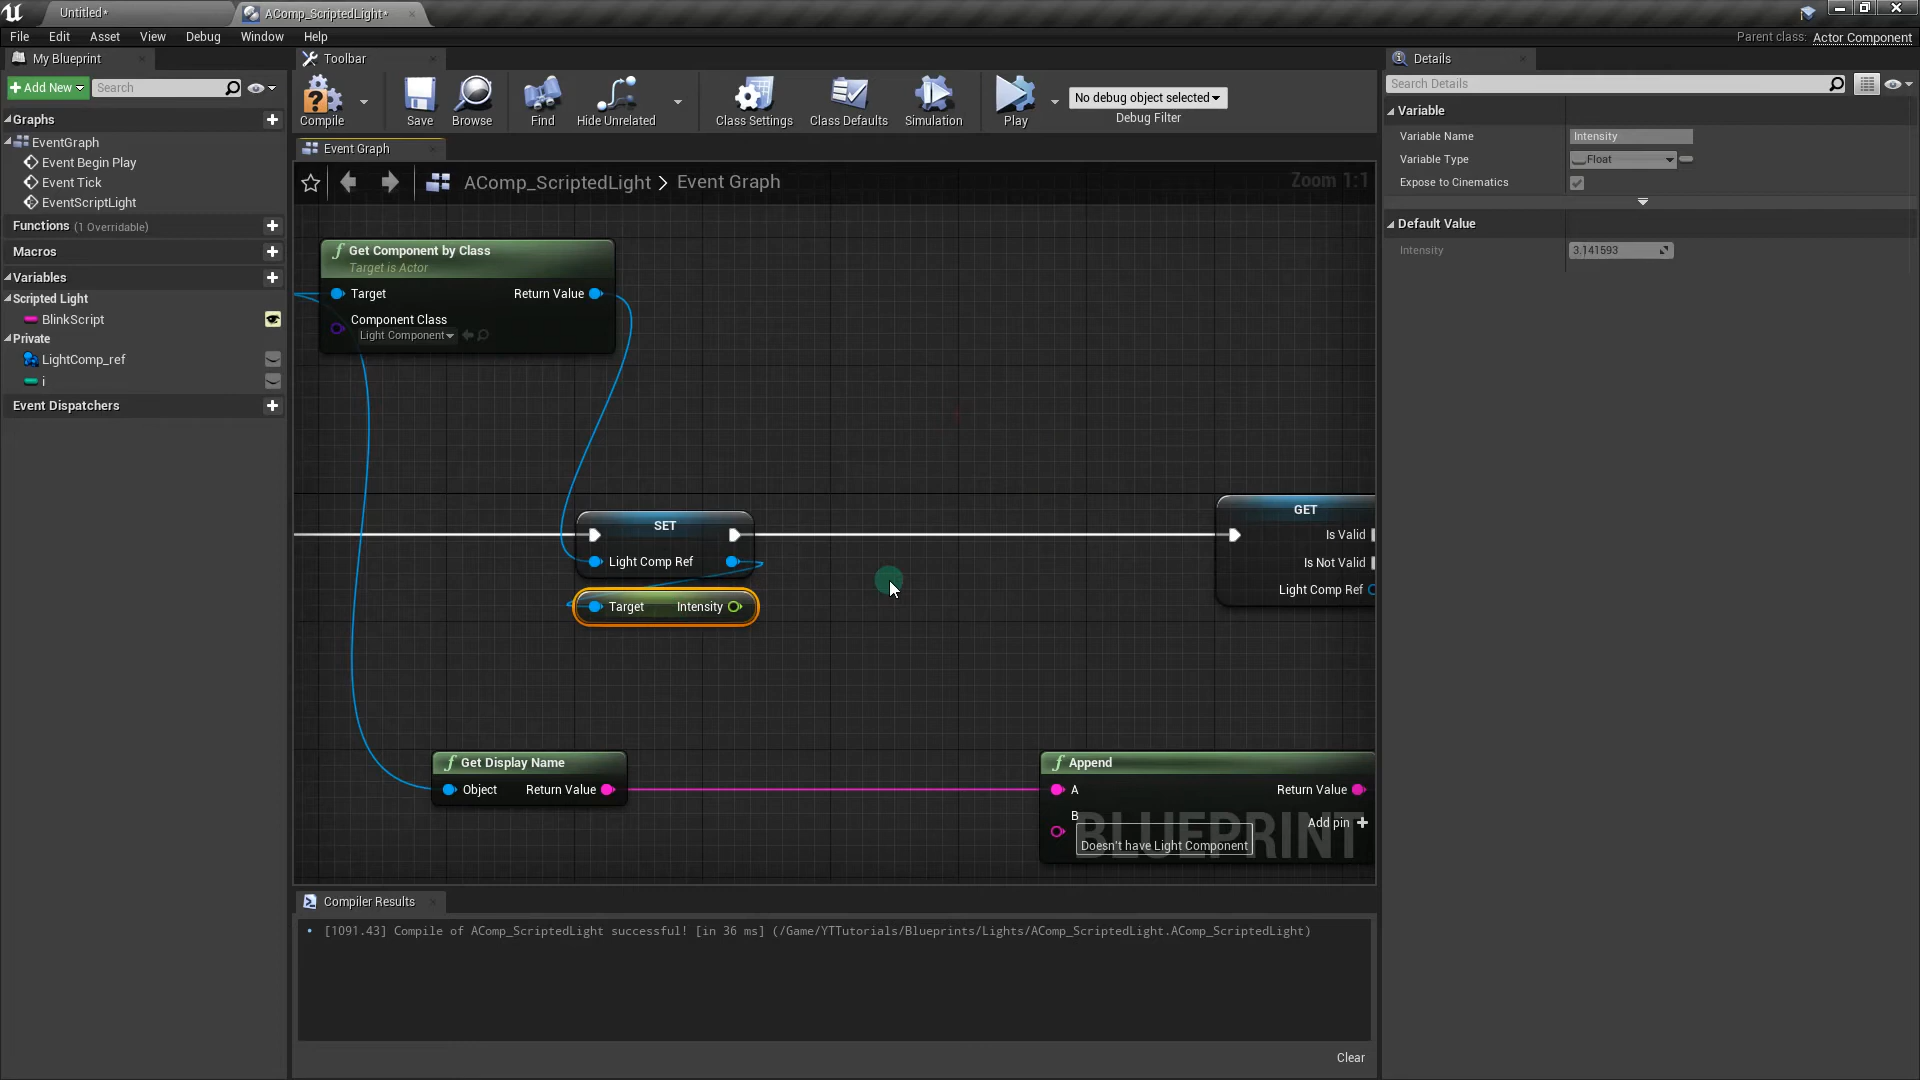 Untitled*
AComp_ScriptedLight*
File Edit Asset View Debug Window Help
Parent class: Actor Component
My Blueprint
Toolbar
Details
Add New
Search
Compile
Save
Browse
Find
Hide Unrelated
Class Settings
Class Defaults
Simulation
Play
No debug object selected
Debug Filter
Search Details
Graphs
EventGraph
Event Begin Play
Event Tick
EventScriptLight
Functions (1 Overridable)
Macros
Variables
Scripted Light
BlinkScript
Private
LightComp_ref
i
Event Dispatchers
Event Graph
AComp_ScriptedLight > Event Graph
Zoom 1:1
f Get Component by Class
Target is Actor
Target
Return Value
Component Class
Light Component
SET
Light Comp Ref
Target
Intensity
GET
Is Valid
Is Not Valid
Light Comp Ref
f Get Display Name
Object
Return Value
f Append
A
Return Value
B
Add pin +
Doesn't have Light Component
BLUEPRINT
Variable
Variable Name
Intensity
Variable Type
Float
Expose to Cinematics
Default Value
Intensity
3.141593
Compiler Results
[1091.43] Compile of AComp_ScriptedLight successful! [in 36 ms] (/Game/YTTutorials/Blueprints/Lights/AComp_ScriptedLight.AComp_ScriptedLight)
Clear